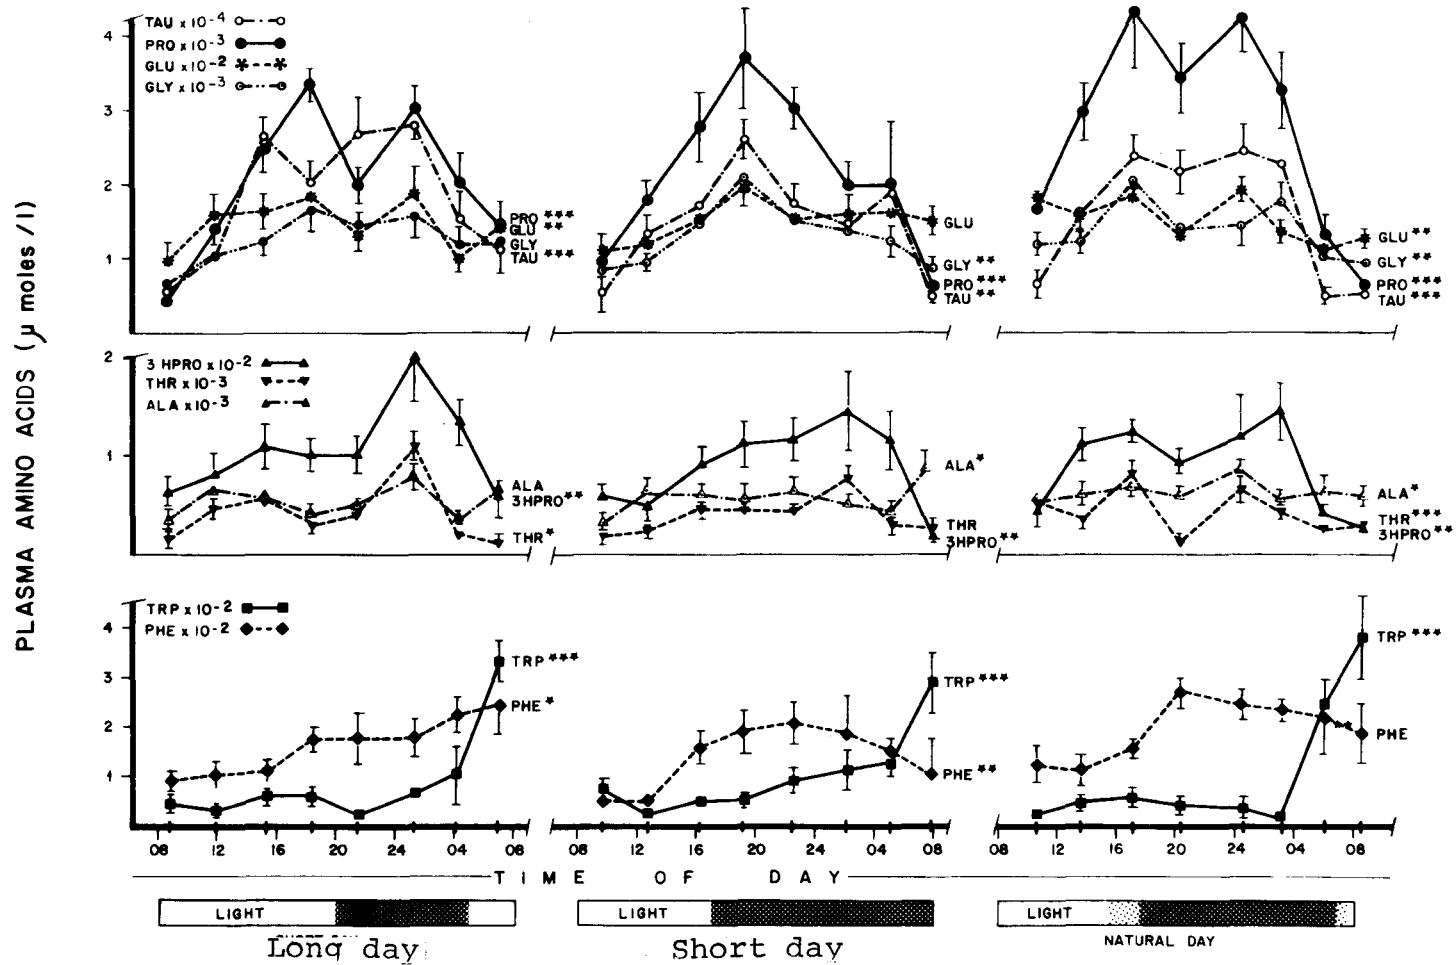 PLASMA AMINO ACIDS (μ moles / l)
TAU x 10-4
PRO x 10-3
GLU x 10-2
GLY x 10-3
4
3
2
1
PRO ***
GLU **
GLY
TAU ***
GLU
GLY **
PRO ***
TAU **
GLU **
GLY **
PRO ***
TAU ***
3 HPRO x 10-2
THR x 10-3
ALA x 10-3
2
1
ALA
3HPRO **
THR *
ALA *
THR
3HPRO **
ALA *
THR ***
3HPRO **
TRP x 10-2
PHE x 10-2
4
3
2
1
TRP ***
PHE *
TRP ***
PHE **
TRP ***
**
PHE
08 12 16 20 24 04 08
08 12 16 20 24 04 08
08 12 16 20 24 04 08
TIME OF DAY
LIGHT
LIGHT
LIGHT
Long day
Short day
NATURAL DAY